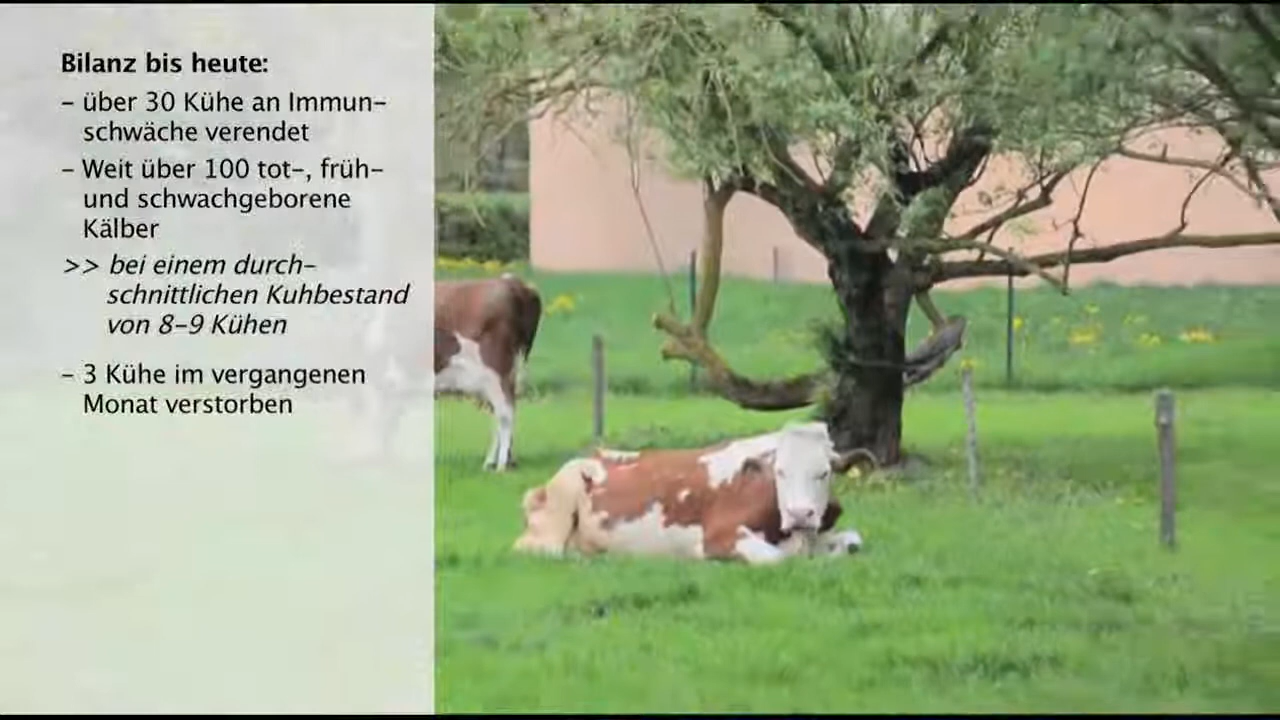 Bilanz bis heute:
– über 30 Kühe an Immun–
schwäche verendet
– Weit über 100 tot–, früh–
und schwachgeborene
Kälber
>> bei einem durch–
schnittlichen Kuhbestand
von 8–9 Kühen
– 3 Kühe im vergangenen
Monat verstorben